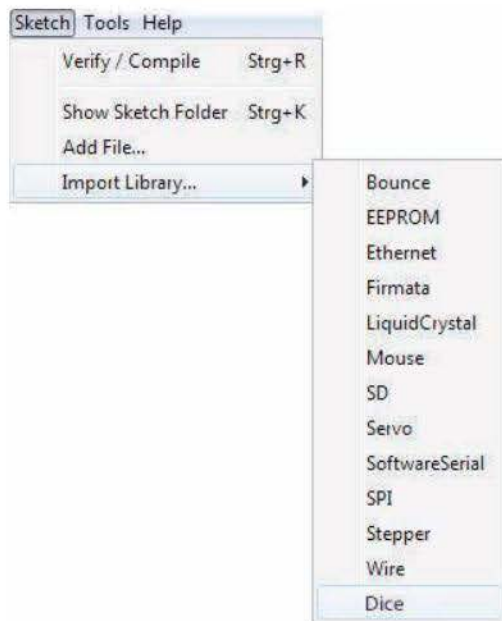 Sketch Tools Help
Verify / Compile Strg+R
Show Sketch Folder Strg+K
Add File...
Import Library...
Bounce
EEPROM
Ethernet
Firmata
LiquidCrystal
Mouse
SD
Servo
SoftwareSerial
SPI
Stepper
Wire
Dice